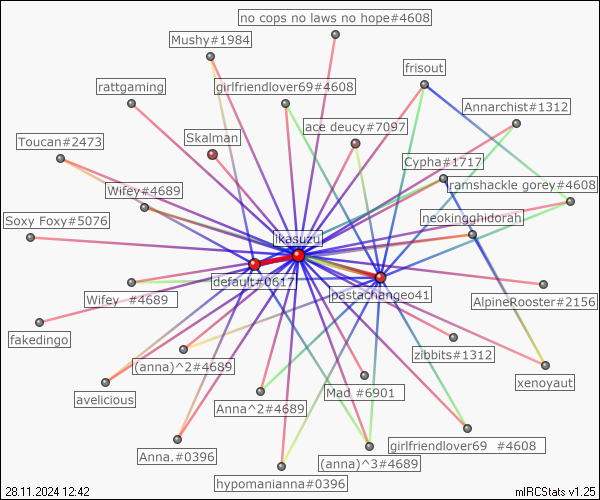 no cops no laws no hope#4608
Mushy#1984
frisout
rattgaming
girlfriendlover69#4608
Annarchist#1312
ace deucy#7097
Toucan#2473
Skalman
Cypha#1717
Wifey#4689
ramshackle gorey#4608
Soxy Foxy#5076
neokingghidorah
ikasuzu
default#0617
pastachangeo41
Wifey #4689
AlpineRooster#2156
fakedingo
zibbits#1312
(anna)^2#4689
xenoyaut
avelicious
Mad #6901
Anna^2#4689
girlfriendlover69 #4608
Anna.#0396
(anna)^3#4689
hypomanianna#0396
28.11.2024 12:42
mIRCStats v1.25